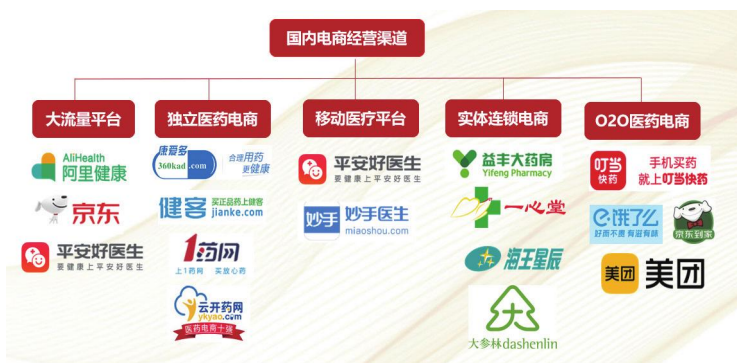 国内电商经营渠道
大流量平台
独立医药电商
移动医疗平台
实体连锁电商
O2O医药电商
AliHealth
阿里健康
京东
平安好医生
要健康上平安好医生
康爱多
360kad.com
合理用药
更健康
健客
买正品药上健客
jianke.com
1药网
上1药网 买放心药
云开药网
ykyao.com
医药电商十强
平安好医生
要健康上平安好医生
妙手
妙手医生
miaoshou.com
益丰大药房
Yifeng Pharmacy
一心堂
海王星辰
大参林dashenlin
叮当
快药
手机买药
就上叮当快药
饿了么
好而不贵 有滋有味
京东到家
美团
美团